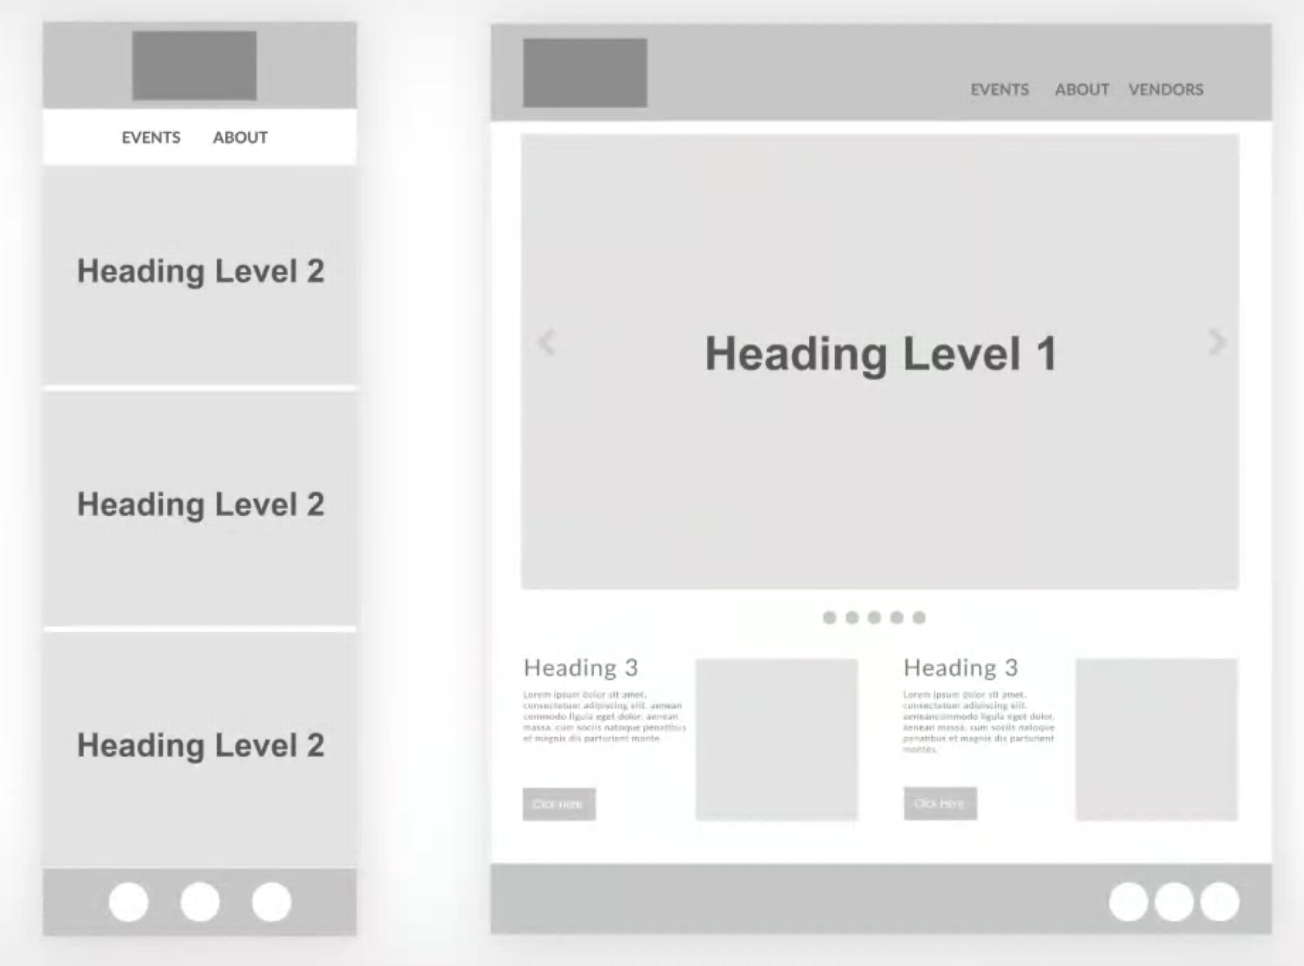 EVENTS ABOUT
Heading Level 2
Heading Level 2
Heading Level 2
EVENTS ABOUT VENDORS
Heading Level 1
Heading 3
Lorem ipsum dolor sit amet,
consectetuer adipiscing elit. aenean
commodo ligula eget dolor. aenean
massa. cum sociis natoque penatibus
et magnis dis parturient monte.
Click Here
Heading 3
Lorem ipsum dolor sit amet,
consectetuer adipiscing elit.
aeneancommodo ligula eget dolor.
aenean massa. cum sociis natoque
penatibus et magnis dis parturient
montes.
Click Here